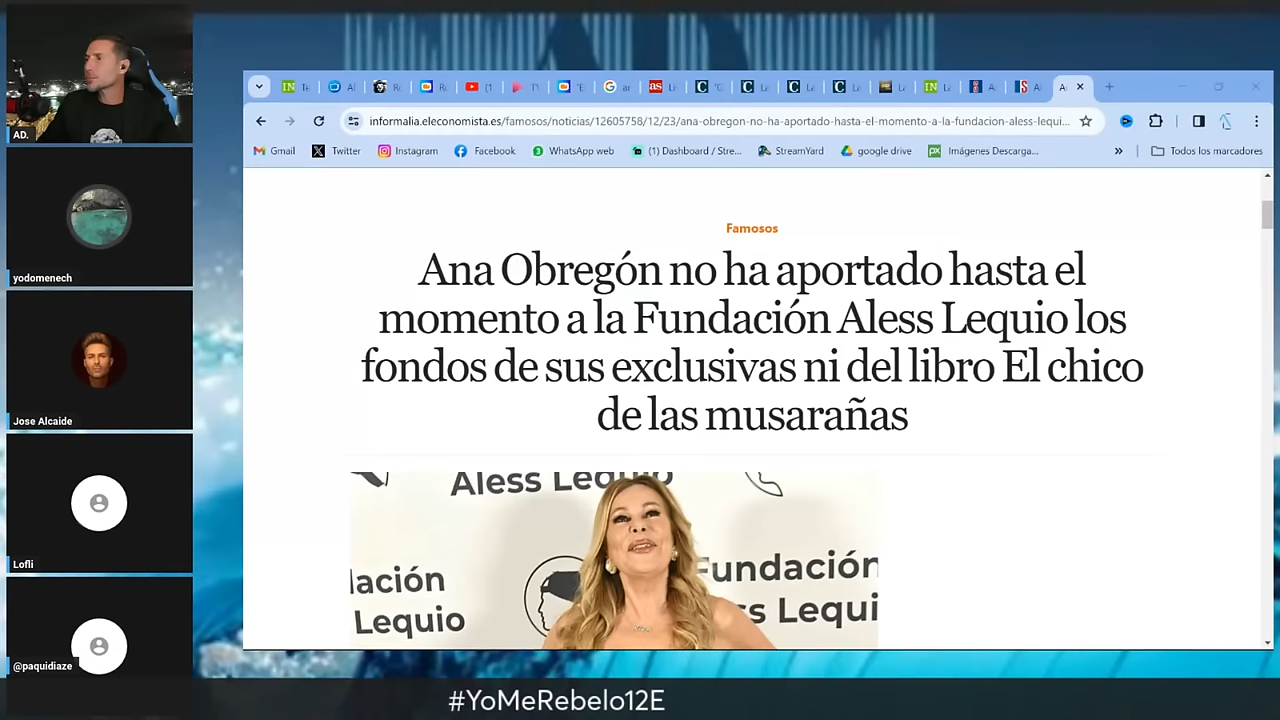 AD.
yodomenech
Jose Alcaide
Lofli
@paquidiaze
informalia.eleconomista.es/famosos/noticias/12605758/12/23/ana-obregon-no-ha-aportado-hasta-el-momento-a-la-fundacion-aless-lequi...
Gmail
Twitter
Instagram
Facebook
WhatsApp web
(1) Dashboard / Stre...
StreamYard
google drive
Imágenes Descarga...
»
Todos los marcadores
Famosos
Ana Obregón no ha aportado hasta el
momento a la Fundación Aless Lequio los
fondos de sus exclusivas ni del libro El chico
de las musarañas
Aless Lequio
dación
Lequio
Fundación
ss Lequi
#YoMeRebelo12E